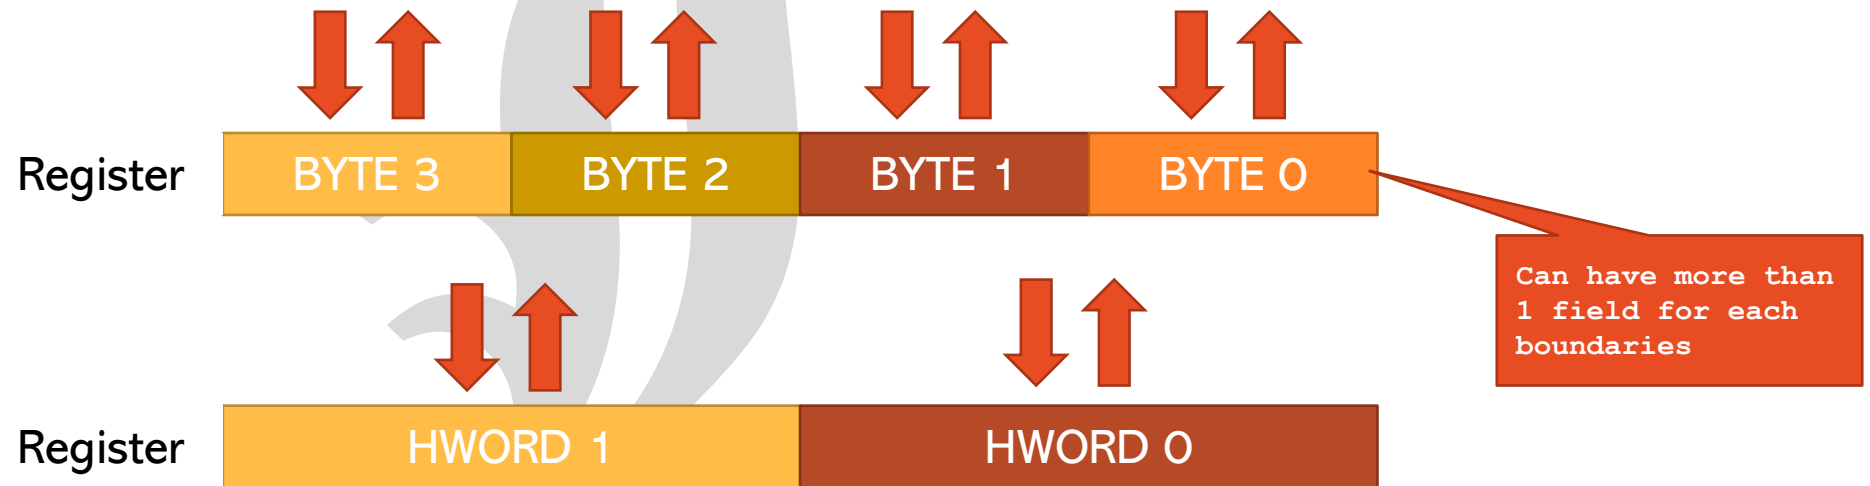 Register
BYTE 3
BYTE 2
BYTE 1
BYTE 0
Can have more than
1 field for each
boundaries
Register
HWORD 1
HWORD 0